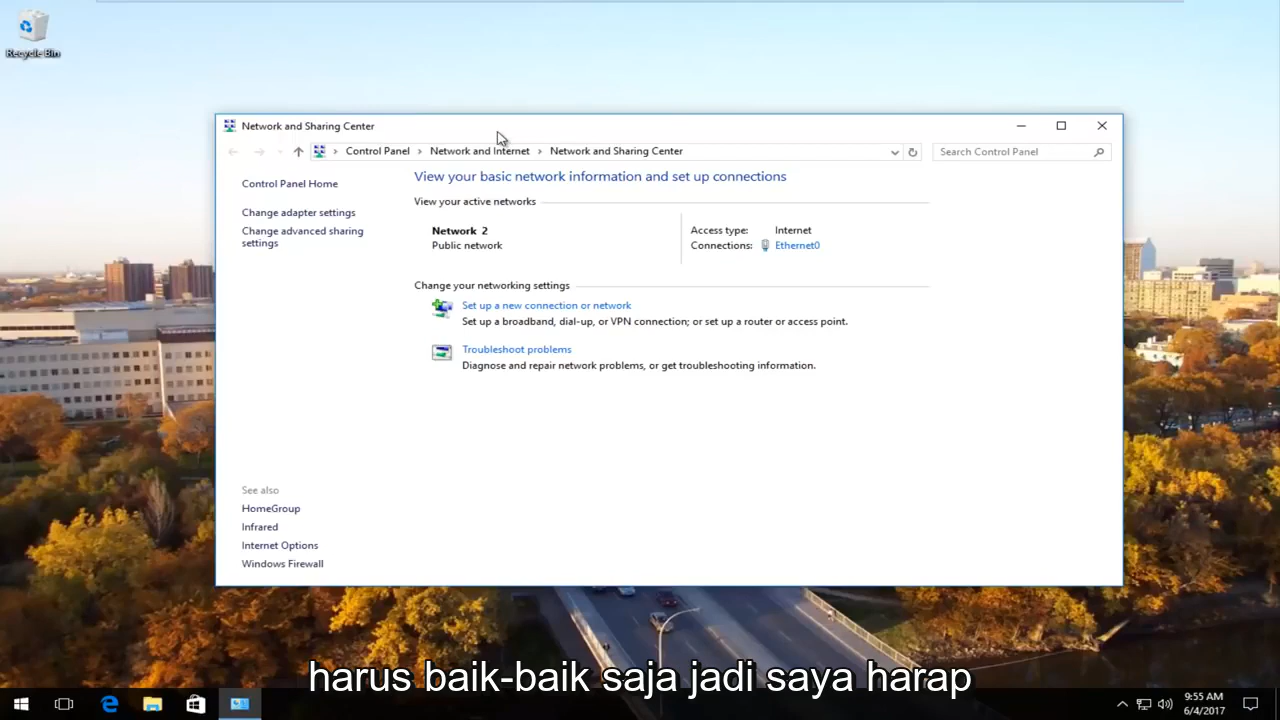 Recycle Bin
Network and Sharing Center
Control Panel > Network and Internet > Network and Sharing Center
Search Control Panel
Control Panel Home
Change adapter settings
Change advanced sharing
settings
View your basic network information and set up connections
View your active networks
Network 2
Public network
Access type: Internet
Connections: Ethernet0
Change your networking settings
Set up a new connection or network
Set up a broadband, dial-up, or VPN connection; or set up a router or access point.
Troubleshoot problems
Diagnose and repair network problems, or get troubleshooting information.
See also
HomeGroup
Infrared
Internet Options
Windows Firewall
harus baik-baik saja jadi saya harap
9:55 AM
6/4/2017